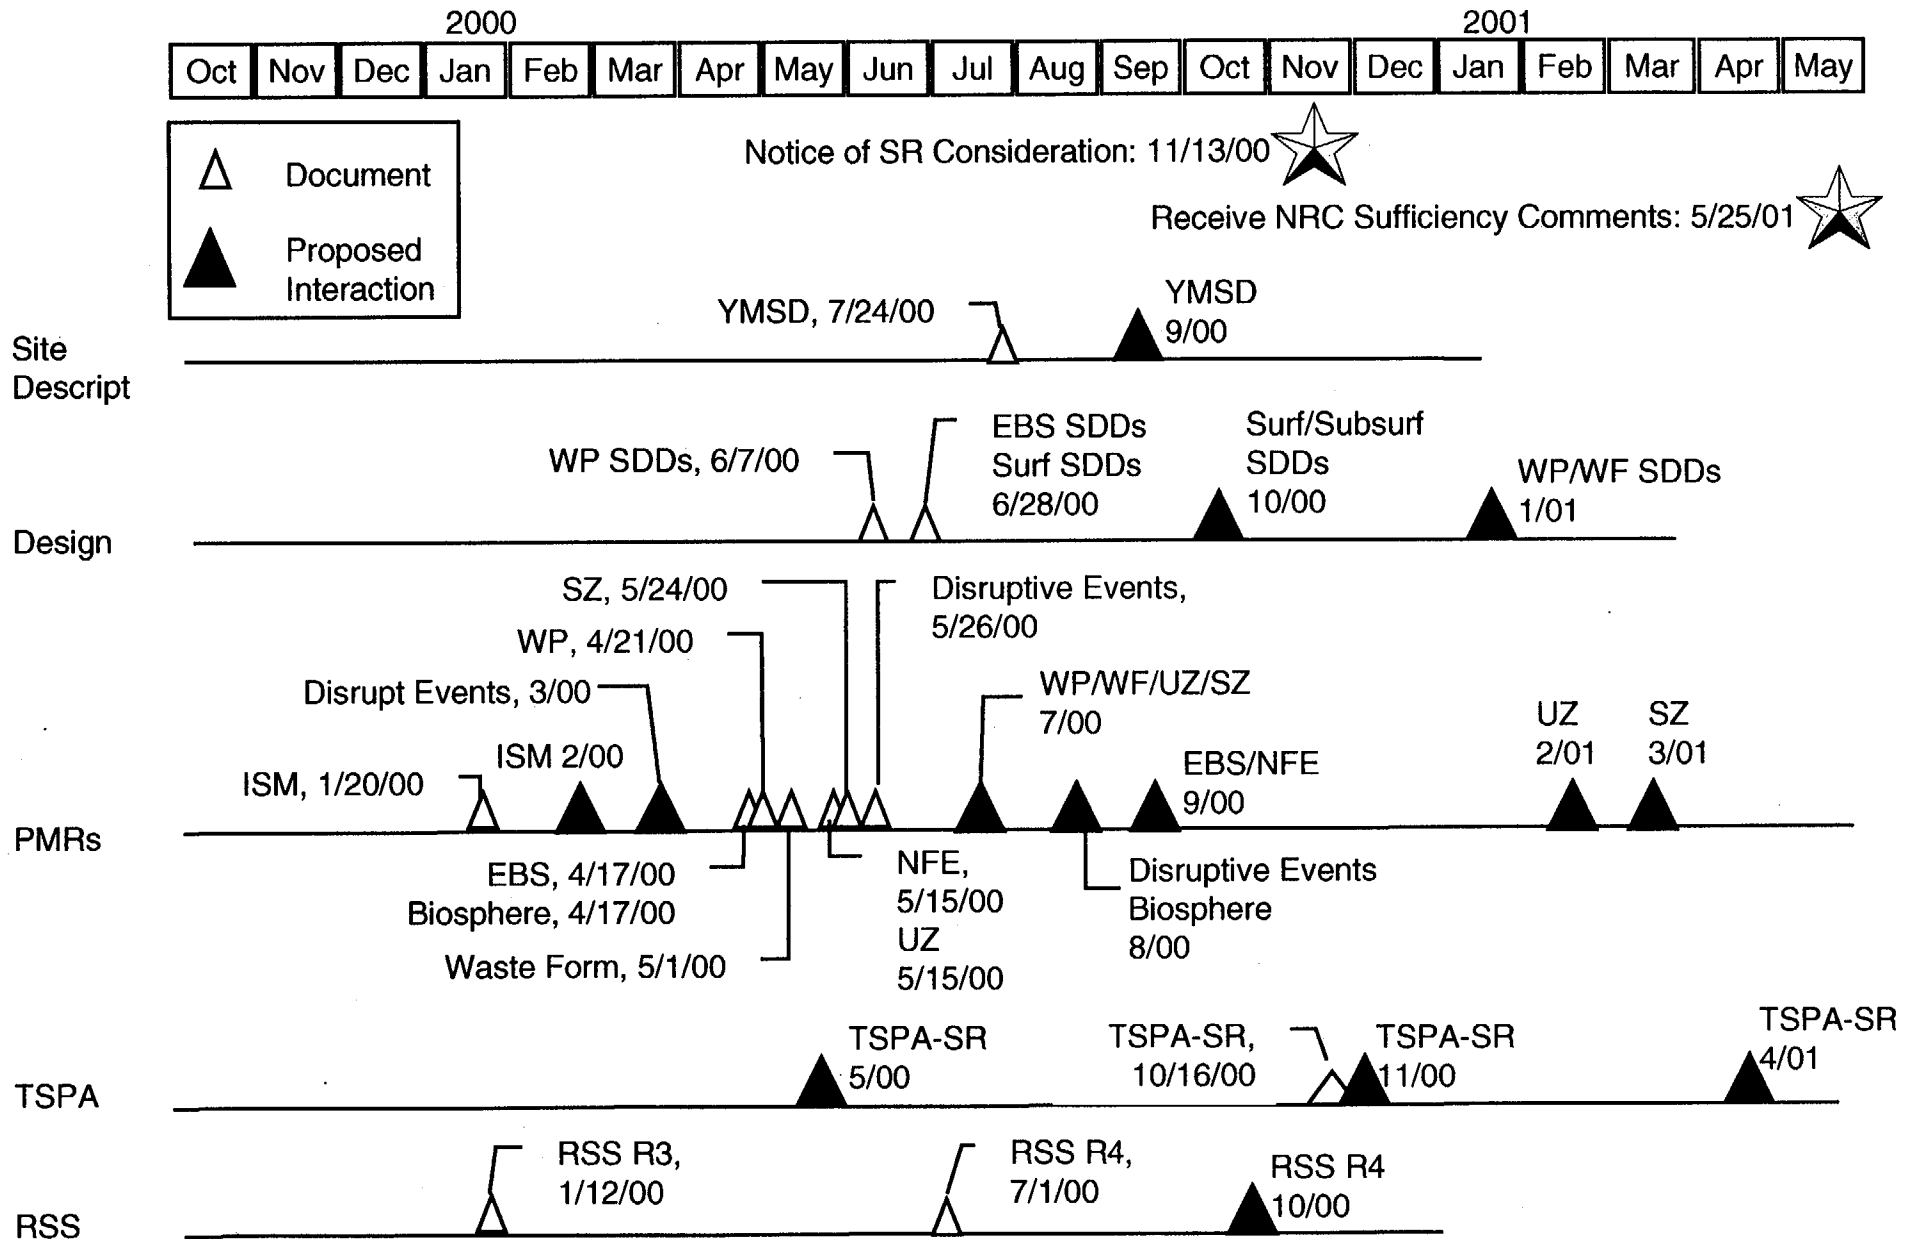 2000
2001
Oct Nov Dec Jan Feb Mar Apr May Jun Jul Aug Sep Oct Nov Dec Jan Feb Mar Apr May
Notice of SR Consideration: 11/13/00
Receive NRC Sufficiency Comments: 5/25/01
Document
Proposed
Interaction
Site
Descript
YMSD, 7/24/00
YMSD
9/00
Design
WP SDDs, 6/7/00
EBS SDDs
Surf SDDs
6/28/00
Surf/Subsurf
SDDs
10/00
WP/WF SDDs
1/01
PMRs
SZ, 5/24/00
WP, 4/21/00
Disrupt Events, 3/00
ISM 2/00
ISM, 1/20/00
Disruptive Events,
5/26/00
WP/WF/UZ/SZ
7/00
EBS/NFE
9/00
UZ
2/01
SZ
3/01
EBS, 4/17/00
Biosphere, 4/17/00
Waste Form, 5/1/00
NFE,
5/15/00
UZ
5/15/00
Disruptive Events
Biosphere
8/00
TSPA
TSPA-SR
5/00
TSPA-SR,
10/16/00
TSPA-SR
11/00
TSPA-SR
4/01
RSS
RSS R3,
1/12/00
RSS R4,
7/1/00
RSS R4
10/00